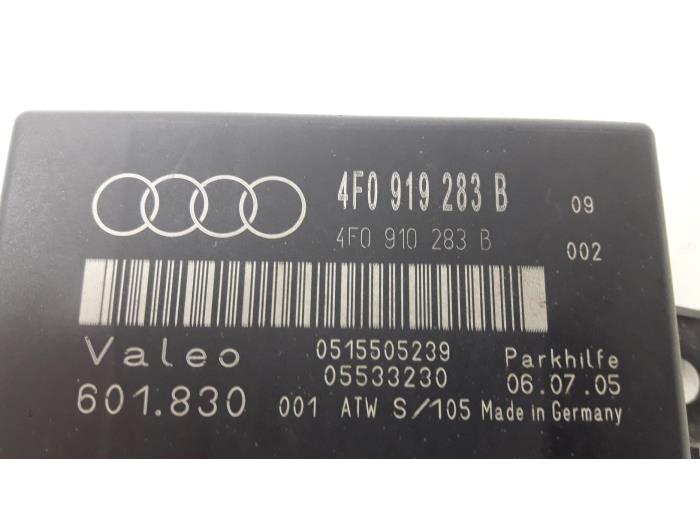 4F0 919 283 B 09
4F0 910 283 B 002
Valeo 0515505239 Parkhilfe
601.830 05533230 06.07.05
001 ATW S/105 Made in Germany